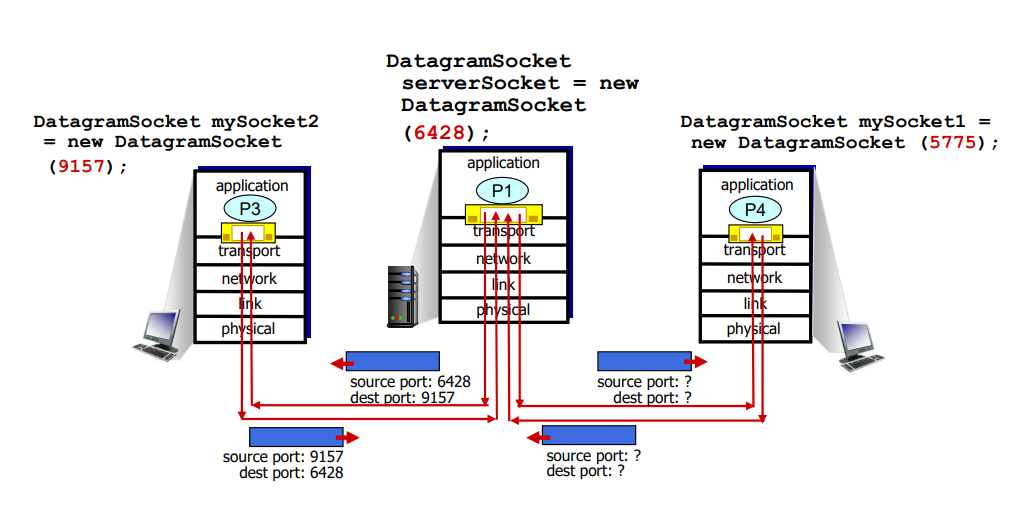 DatagramSocket
serverSocket = new
DatagramSocket
(6428);
DatagramSocket mySocket2
= new DatagramSocket
(9157);
DatagramSocket mySocket1 =
new DatagramSocket (5775);
application
P3
transport
network
link
physical
application
P1
transport
network
link
physical
application
P4
transport
network
link
physical
source port: 6428
dest port: 9157
source port: ?
dest port: ?
source port: 9157
dest port: 6428
source port: ?
dest port: ?